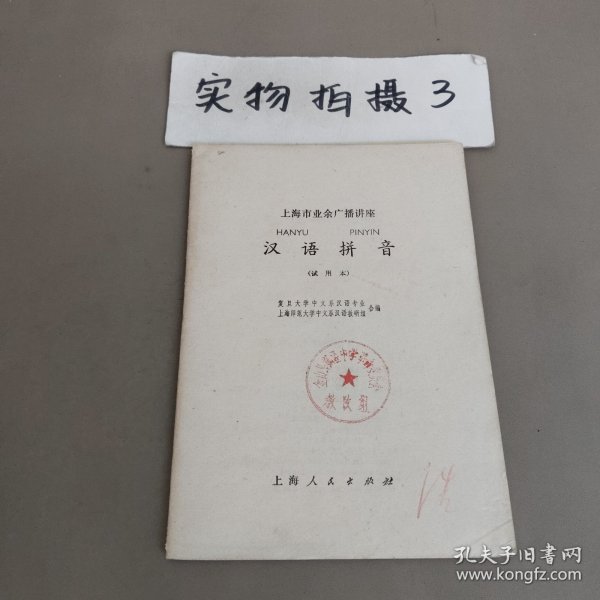 实物拍摄3
上海市业余广播讲座
HANYU PINYIN
汉语拼音
(试用本)
复旦大学中文系汉语专业
上海师范大学中文系汉语教研组 合编
教改组
上海人民出版社
孔夫子旧书网
www.kongfz.com